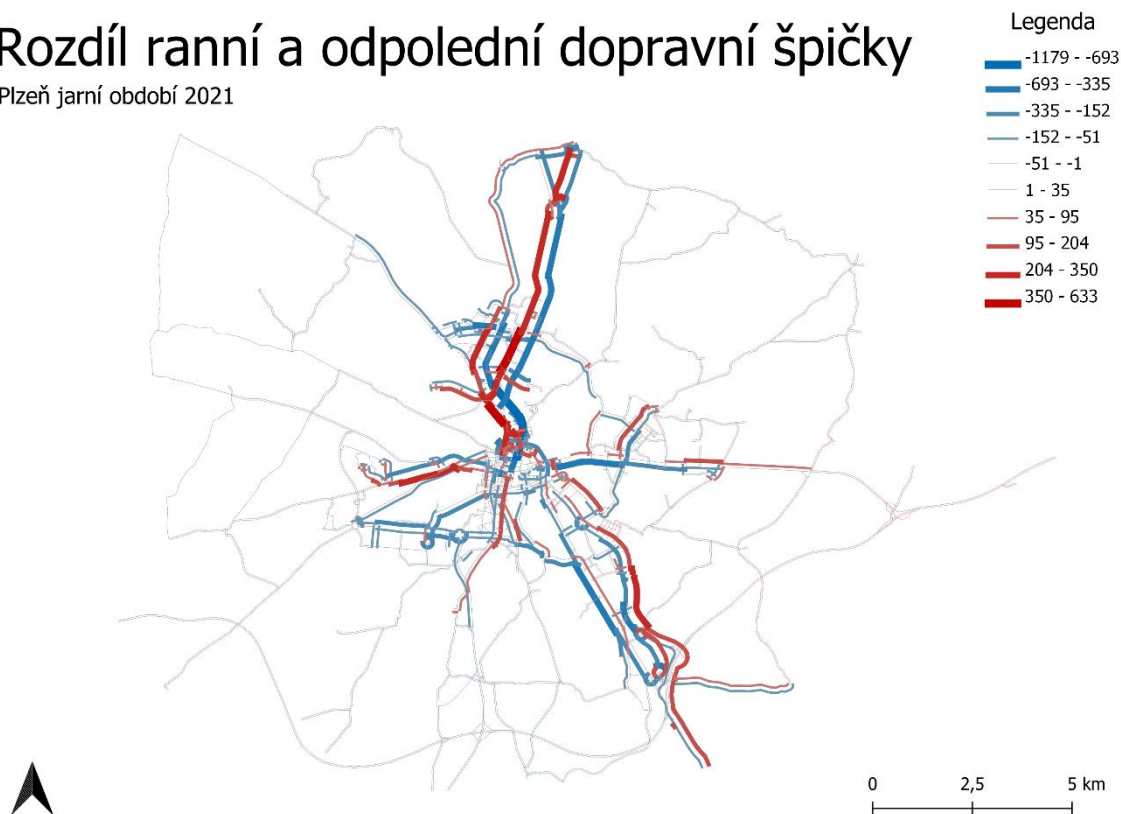 Rozdíl ranní a odpolední dopravní špičky
Plzeň jarní období 2021
Legenda
-1179 - -693
-693 - -335
-335 - -152
-152 - -51
-51 - -1
1 - 35
35 - 95
95 - 204
204 - 350
350 - 633
0 2,5 5 km